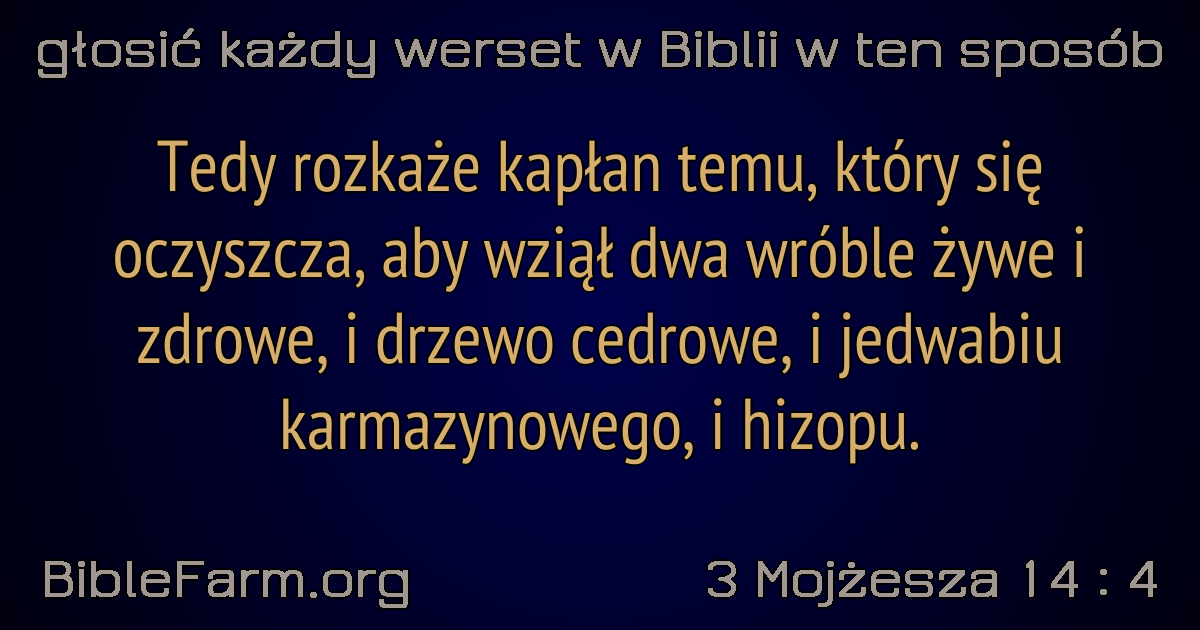 głosić każdy werset w Biblii w ten sposób
Tedy rozkaże kapłan temu, który się
oczyszcza, aby wziął dwa wróble żywe i
zdrowe, i drzewo cedrowe, i jedwabiu
karmazynowego, i hizopu.
BibleFarm.org
3 Mojżesza 14 : 4